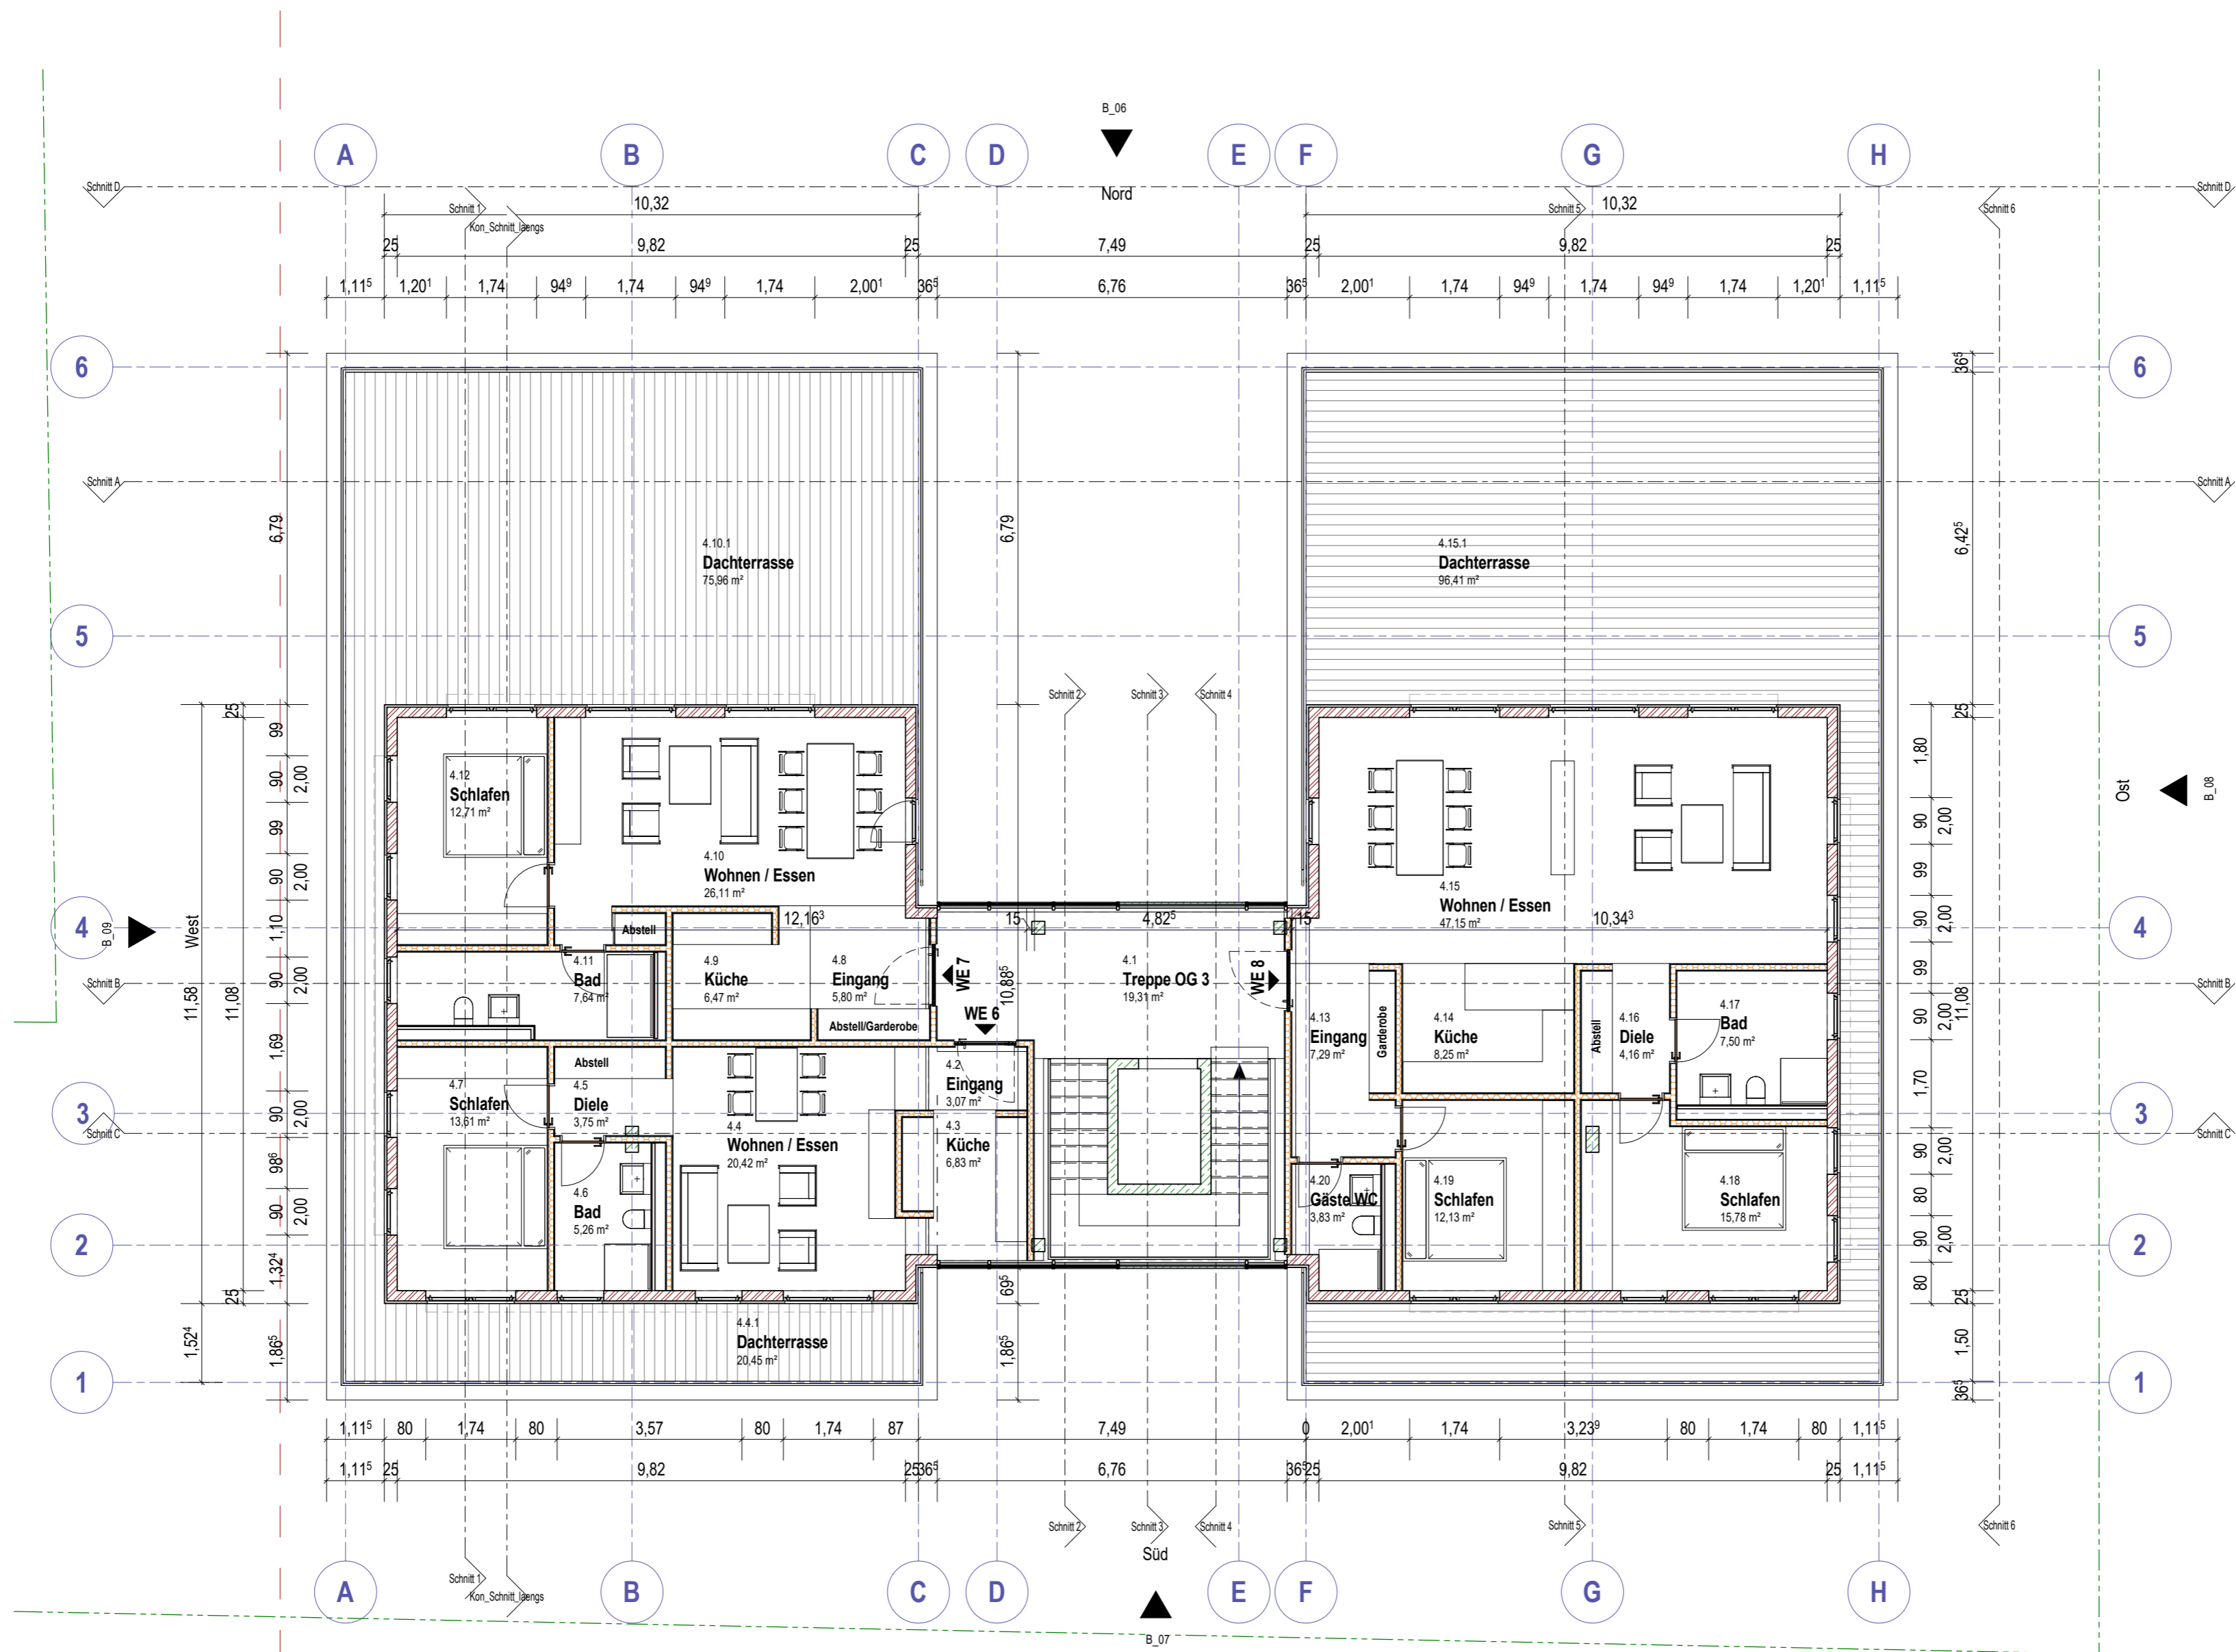 B_06
A
B
C
D
E
F
G
H
Schnitt D
Nord
Schnitt D
Schnitt 1
10,32
Schnitt 5
10,32
Schnitt 6
Kon_Schnitt_laengs
25
9,82
25
7,49
25
9,82
25
1,11⁵
1,20¹
1,74
94⁹
1,74
94⁹
1,74
2,00¹
36⁵
6,76
36⁵
2,00¹
1,74
94⁹
1,74
94⁹
1,74
1,20¹
1,11⁵
6
6
36⁵
Schnitt A
Schnitt A
6,79
6,79
6,42⁵
4.10.1
Dachterrasse
75,96 m²
4.15.1
Dachterrasse
96,41 m²
5
5
Schnitt 2
Schnitt 3
Schnitt 4
25
99
90
2,00
99
90
2,00
1,10
90
2,00
1,69
90
2,00
98⁶
90
2,00
1,32⁴
25
11,58
11,08
1,52⁴
1,86⁵
4.12
Schlafen
12,71 m²
4.10
Wohnen / Essen
26,11 m²
4.15
Wohnen / Essen
47,15 m²
25
1,80
90
2,00
99
90
2,00
99
90
2,00
11,08
1,70
90
2,00
80
90
2,00
80
25
1,50
36⁵
Ost
B_08
4
B_09
West
4
Abstell
12,16³
15
4,82⁵
15
10,34³
Schnitt B
Schnitt B
4.11
Bad
7,64 m²
4.9
Küche
6,47 m²
4.8
Eingang
5,80 m²
WE 7
10,88⁵
4.1
Treppe OG 3
19,31 m²
WE 8
WE 6
Abstell/Garderobe
4.13
Eingang
7,29 m²
Garderobe
4.14
Küche
8,25 m²
Abstell
4.16
Diele
4,16 m²
4.17
Bad
7,50 m²
Abstell
4.2
Eingang
3,07 m²
4.7
Schlafen
13,61 m²
4.5
Diele
3,75 m²
3
3
Schnitt C
Schnitt C
4.4
Wohnen / Essen
20,42 m²
4.3
Küche
6,83 m²
4.6
Bad
5,26 m²
4.20
Gäste WC
3,83 m²
4.19
Schlafen
12,13 m²
4.18
Schlafen
15,78 m²
2
2
69⁵
4.4.1
Dachterrasse
20,45 m²
1,86⁵
1
1
1,11⁵
80
1,74
80
3,57
80
1,74
87
7,49
0
2,00¹
1,74
3,23⁹
80
1,74
80
1,11⁵
1,11⁵
25
9,82
25
36⁵
6,76
36⁵
25
9,82
25
1,11⁵
Schnitt 2
Schnitt 3
Schnitt 4
Schnitt 5
Schnitt 6
Süd
Schnitt 1
Kon_Schnitt_laengs
A
B
C
D
E
F
G
H
B_07